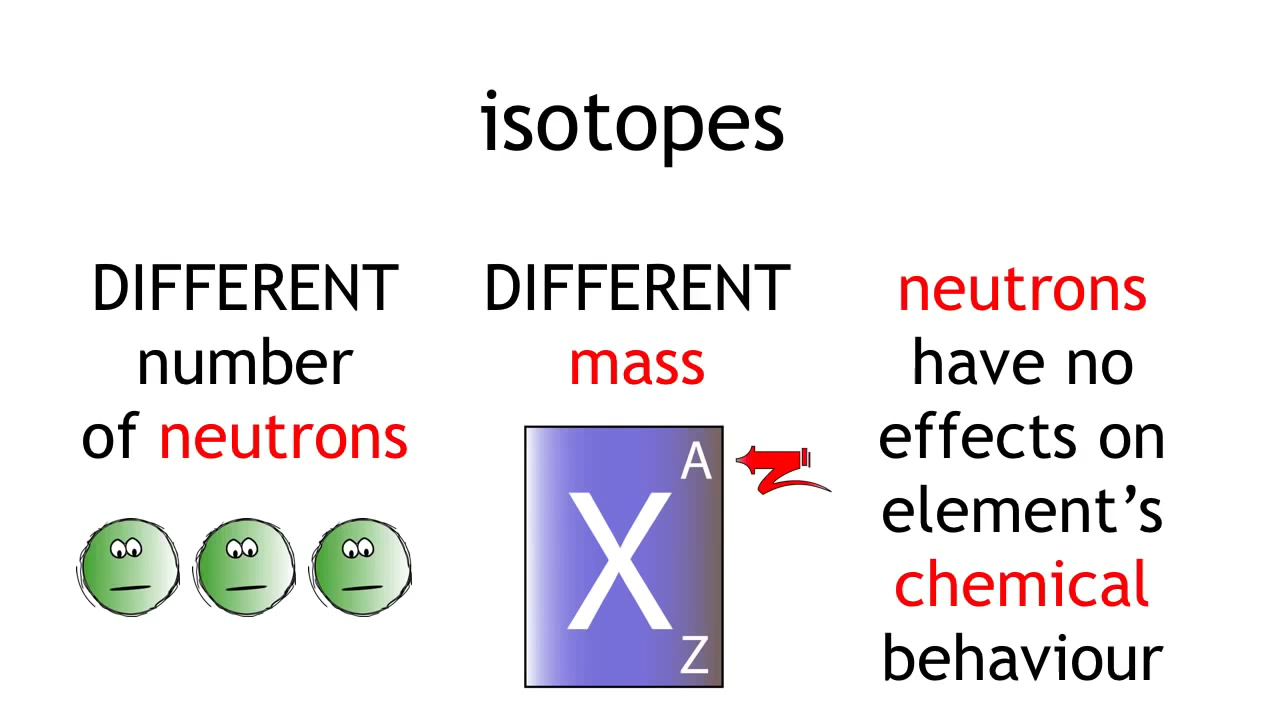 isotopes
DIFFERENT
number
of neutrons
DIFFERENT
mass
A
X
Z
neutrons
have no
effects on
element’s
chemical
behaviour